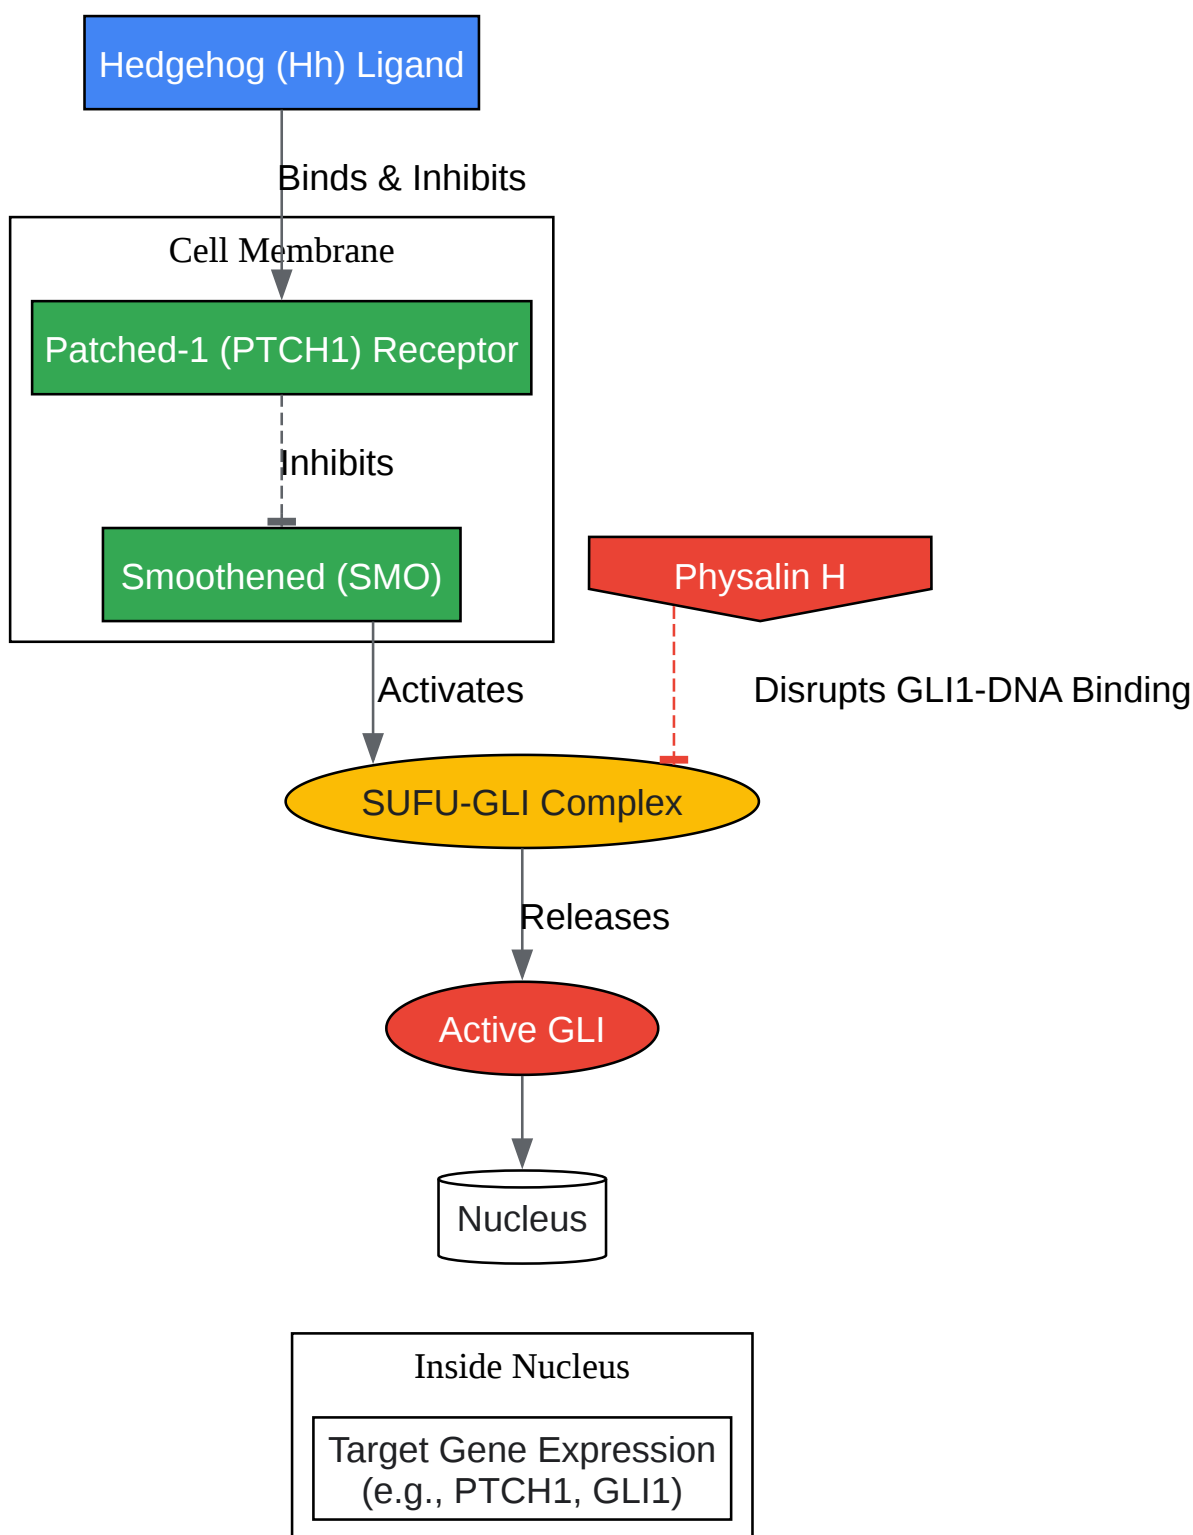 Hedgehog (Hh) Ligand
Binds & Inhibits
Cell Membrane
Patched-1 (PTCH1) Receptor
Inhibits
Smoothened (SMO)
Physalin H
Activates
Disrupts GLI1-DNA Binding
SUFU-GLI Complex
Releases
Active GLI
Nucleus
Inside Nucleus
Target Gene Expression
(e.g., PTCH1, GLI1)